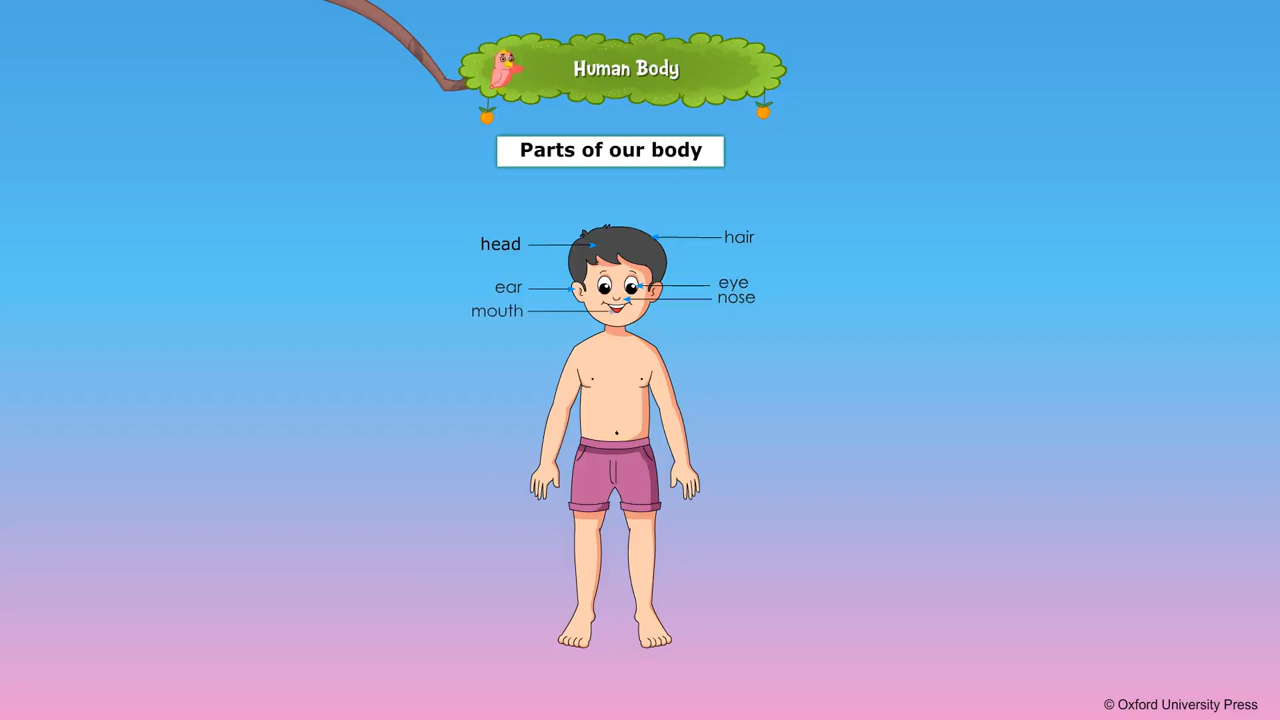 Human Body
Parts of our body
head
hair
ear
eye
nose
mouth
© Oxford University Press